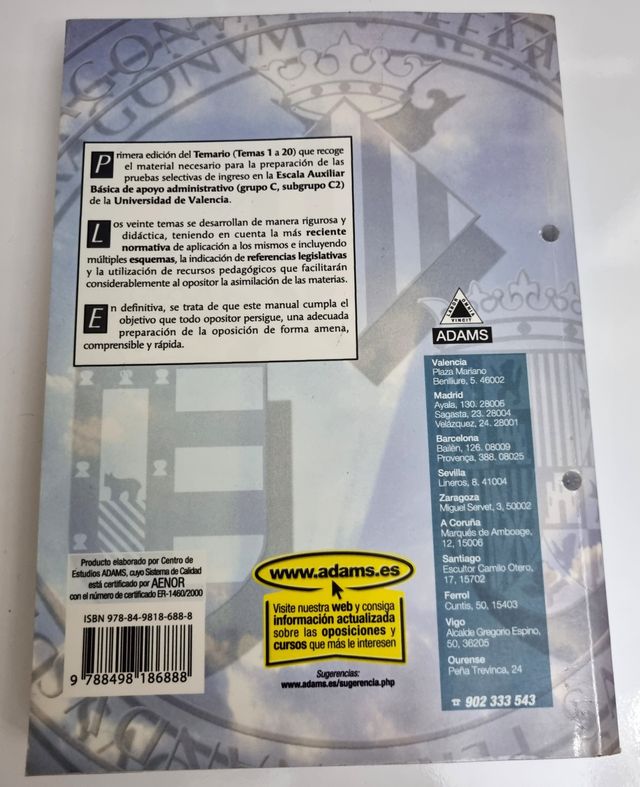 Primera edición del Temario (Temas 1 a 20) que recoge
el material necesario para la preparación de las
pruebas selectivas de ingreso en la Escala Auxiliar
Básica de apoyo administrativo (grupo C, subgrupo C2)
de la Universidad de Valencia.
Los veinte temas se desarrollan de manera rigurosa y
didáctica, teniendo en cuenta la más reciente
normativa de aplicación a los mismos e incluyendo
múltiples esquemas, la indicación de referencias legislativas
y la utilización de recursos pedagógicos que facilitarán
considerablemente al opositor la asimilación de las materias.
En definitiva, se trata de que este manual cumpla el
objetivo que todo opositor persigue, una adecuada
preparación de la oposición de forma amena,
comprensible y rápida.
LABOR OMNIA
VINCIT
ADAMS
Valencia
Plaza Mariano
Benlliure, 5. 46002
Madrid
Ayala, 130. 28006
Sagasta, 23. 28004
Velázquez, 24. 28001
Barcelona
Bailén, 126. 08009
Provença, 388. 08025
Sevilla
Lineros, 8. 41004
Zaragoza
Miguel Servet, 3, 50002
A Coruña
Marqués de Amboage,
12, 15006
Santiago
Escultor Camilo Otero,
17, 15702
Ferrol
Cuntis, 50, 15403
Vigo
Alcalde Gregorio Espino,
50, 36205
Ourense
Peña Trevinca, 24
☎ 902 333 543
Producto elaborado por Centro de
Estudios ADAMS, cuyo Sistema de Calidad
está certificado por AENOR
con el número de certificado ER-1460/2000
ISBN 978-84-9818-688-8
9 788498 186888
www.adams.es
Visite nuestra web y consiga
información actualizada
sobre las oposiciones y
cursos que más le interesen
Sugerencias:
www.adams.es/sugerencia.php